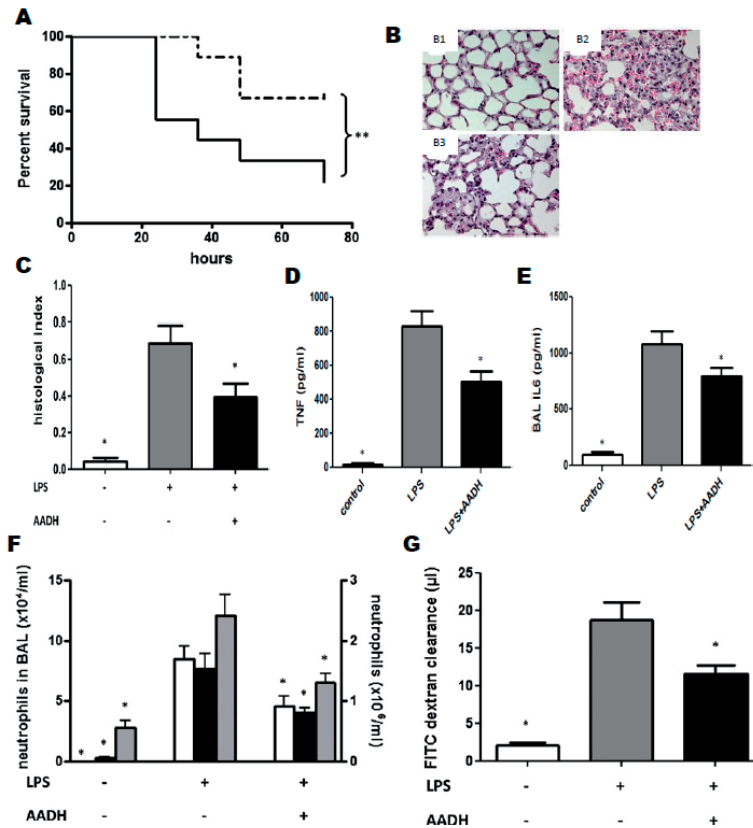 A
Percent survival
100
80
60
40
20
0
0 20 40 60 80
hours
**
B
B1
B2
B3
C
histological index
1.0
0.8
0.6
0.4
0.2
0.0
*
*
LPS - + +
AADH - - +
D
TNF (pg/ml)
1000
800
600
400
200
0
*
*
control LPS LPS+AADH
E
BAL IL6 (pg/ml)
1500
1000
500
0
*
*
control LPS LPS+AADH
F
neutrophils in BAL (x10⁴/ml)
15
10
5
0
* * *
* * *
neutrophils (x10⁶/ml)
3
2
1
0
LPS - + +
AADH - - +
G
FITC dextran clearance (µl)
25
20
15
10
5
0
*
*
LPS - + +
AADH - - +